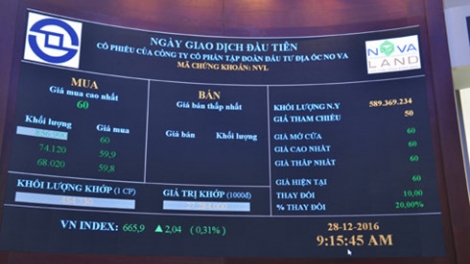 NGÀY GIAO DỊCH ĐẦU TIÊN
CỔ PHIẾU CỦA CÔNG TY CỔ PHẦN TẬP ĐOÀN ĐẦU TƯ ĐỊA ỐC NO VA
MÃ CHỨNG KHOÁN: NVL
NOVA
LAND
MUA
Giá mua cao nhất
60
Khối lượng Giá mua
60
74.120 59,9
68.020 59,8
BÁN
Giá bán thấp nhất
Giá bán Khối lượng
KHỐI LƯỢNG N.Y 589.369.234
GIÁ THAM CHIẾU 50
GIÁ MỞ CỬA 60
GIÁ CAO NHẤT 60
GIÁ THẤP NHẤT 60
GIÁ HIỆN TẠI 60
THAY ĐỔI 10,00
% THAY ĐỔI 20,00%
KHỐI LƯỢNG KHỚP (1 CP)
GIÁ TRỊ KHỚP (1000đ)
VN INDEX: 665,9 ▲ 2,04 ( 0,31% )
28-12-2016
9:15:45 AM